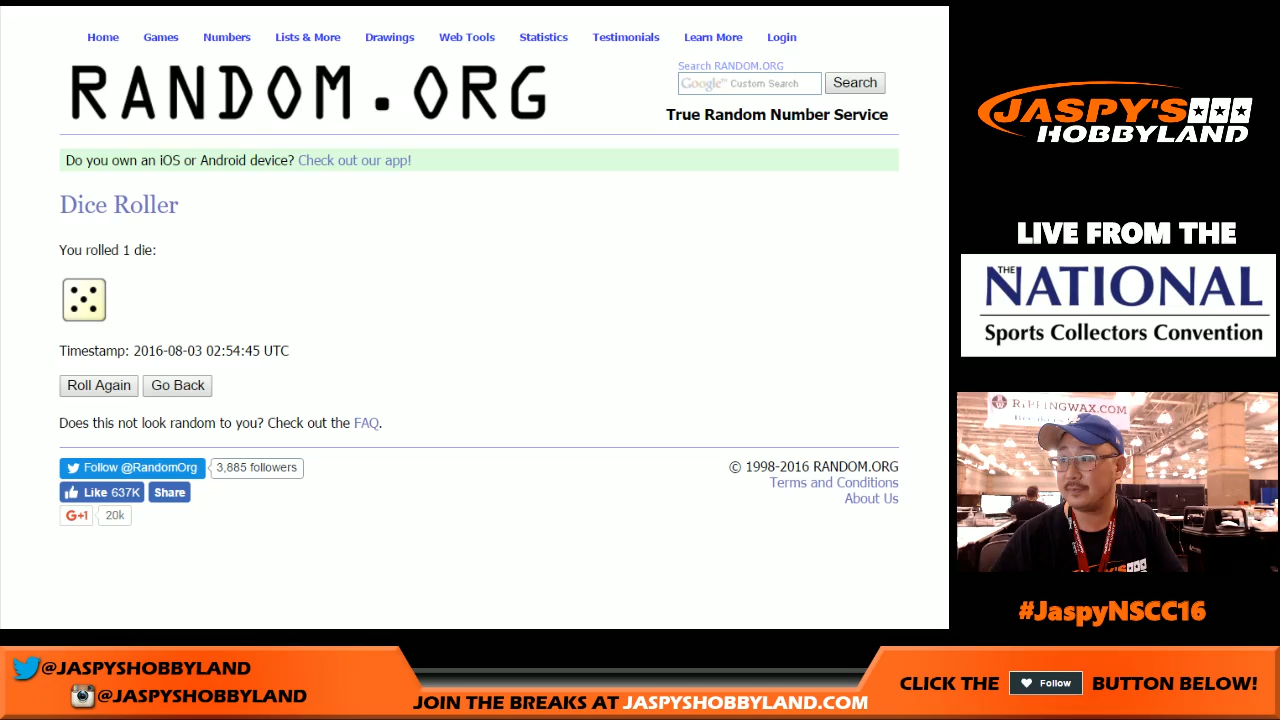 Home Games Numbers Lists & More Drawings Web Tools Statistics Testimonials Learn More Login
RANDOM.ORG
Search RANDOM.ORG
Google™ Custom Search Search
True Random Number Service
Do you own an iOS or Android device? Check out our app!
Dice Roller
You rolled 1 die:
Timestamp: 2016-08-03 02:54:45 UTC
Roll Again Go Back
Does this not look random to you? Check out the FAQ.
Follow @RandomOrg 3,885 followers
Like 637K Share
G+1 20k
© 1998-2016 RANDOM.ORG
Terms and Conditions
About Us
JASPY'S
HOBBYLAND
LIVE FROM THE
THE NATIONAL
Sports Collectors Convention
RIPPINGWAX.COM
#JaspyNSCC16
@JASPYSHOBBYLAND
@JASPYSHOBBYLAND
JOIN THE BREAKS AT JASPYSHOBBYLAND.COM
CLICK THE Follow BUTTON BELOW!